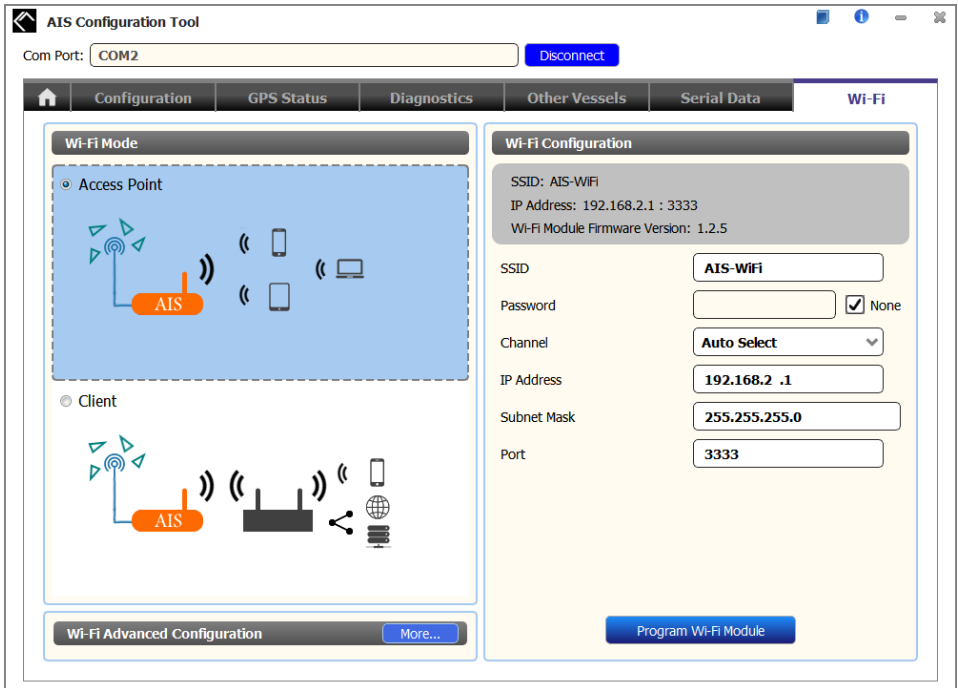 AIS Configuration Tool
Com Port: COM2 Disconnect
Configuration GPS Status Diagnostics Other Vessels Serial Data Wi-Fi
Wi-Fi Mode
Access Point
AIS
Client
AIS
Wi-Fi Advanced Configuration More...
Wi-Fi Configuration
SSID: AIS-WiFi
IP Address: 192.168.2.1 : 3333
Wi-Fi Module Firmware Version: 1.2.5
SSID AIS-WiFi
Password None
Channel Auto Select
IP Address 192.168.2 .1
Subnet Mask 255.255.255.0
Port 3333
Program Wi-Fi Module